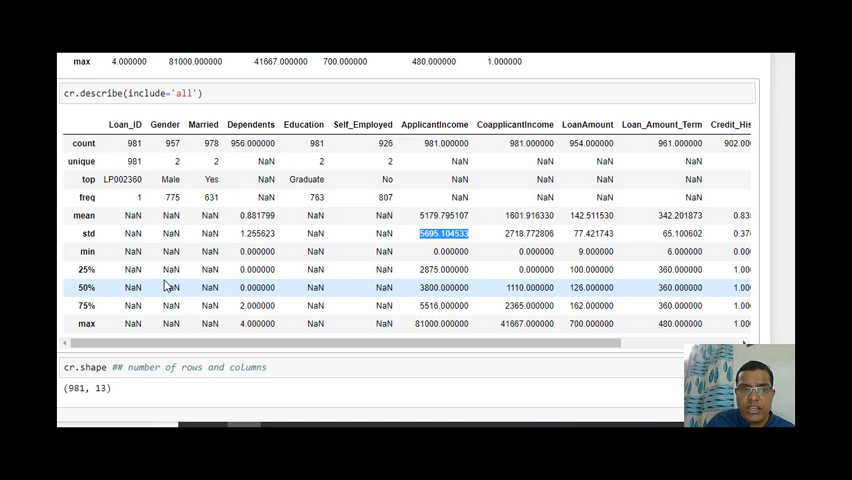 max 4.000000 81000.000000 41667.000000 700.000000 480.000000 1.000000
cr.describe(include='all')
Loan_ID Gender Married Dependents Education Self_Employed ApplicantIncome CoapplicantIncome LoanAmount Loan_Amount_Term Credit_His
count 981 957 978 956.000000 981 926 981.000000 981.000000 954.000000 961.000000 902.00
unique 981 2 2 NaN 2 2 NaN NaN NaN NaN
top LP002360 Male Yes NaN Graduate No NaN NaN NaN NaN
freq 1 775 631 NaN 763 807 NaN NaN NaN NaN
mean NaN NaN NaN 0.881799 NaN NaN 5179.795107 1601.916330 142.511530 342.201873 0.83
std NaN NaN NaN 1.255623 NaN NaN 5695.104533 2718.772806 77.421743 65.100602 0.37
min NaN NaN NaN 0.000000 NaN NaN 0.000000 0.000000 9.000000 6.000000 0.00
25% NaN NaN NaN 0.000000 NaN NaN 2875.000000 0.000000 100.000000 360.000000 1.00
50% NaN NaN NaN 0.000000 NaN NaN 3800.000000 1110.000000 126.000000 360.000000 1.00
75% NaN NaN NaN 2.000000 NaN NaN 5516.000000 2365.000000 162.000000 360.000000 1.00
max NaN NaN NaN 4.000000 NaN NaN 81000.000000 41667.000000 700.000000 480.000000 1.00
cr.shape ## number of rows and columns
(981, 13)